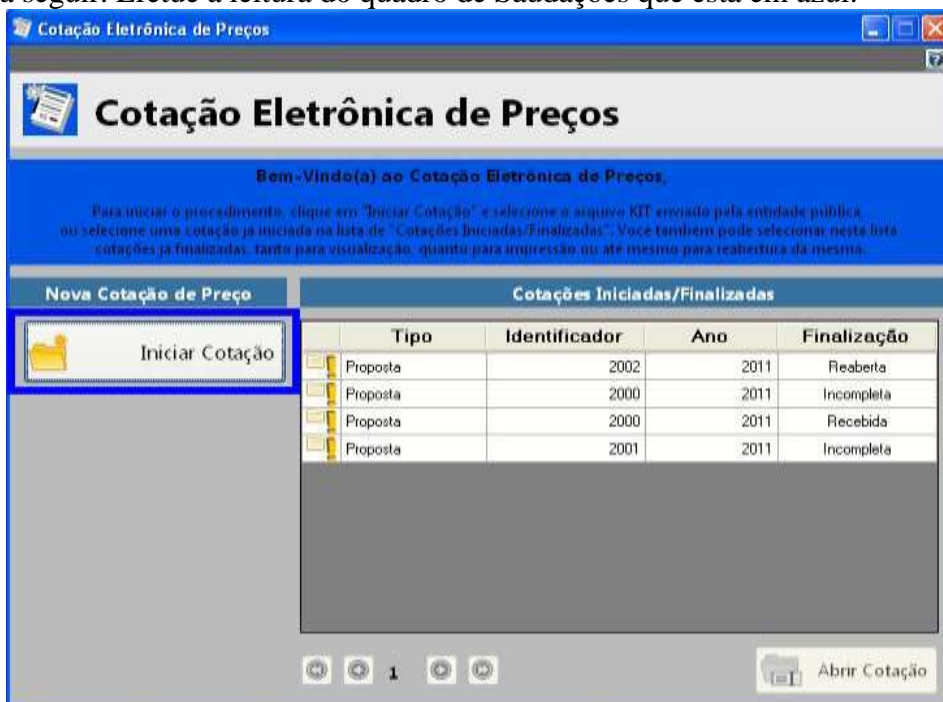 a seguir. Efetue a leitura do quadro de Saudações que está em azul.
Cotação Eletrônica de Preços
Cotação Eletrônica de Preços
Bem-Vindo(a) ao Cotação Eletrônica de Preços,
Para iniciar o procedimento, clique em "Iniciar Cotação" e selecione o arquivo KIT enviado pela entidade pública,
ou selecione uma cotação já iniciada na lista de "Cotações Iniciadas/Finalizadas". Você também pode selecionar nesta lista
cotações já finalizadas, tanto para visualização, quanto para impressão ou até mesmo para reabertura da mesma.
Nova Cotação de Preço
Cotações Iniciadas/Finalizadas
Iniciar Cotação
Tipo Identificador Ano Finalização
Proposta 2002 2011 Reaberta
Proposta 2000 2011 Incompleta
Proposta 2000 2011 Recebida
Proposta 2001 2011 Incompleta
1
Abrir Cotação